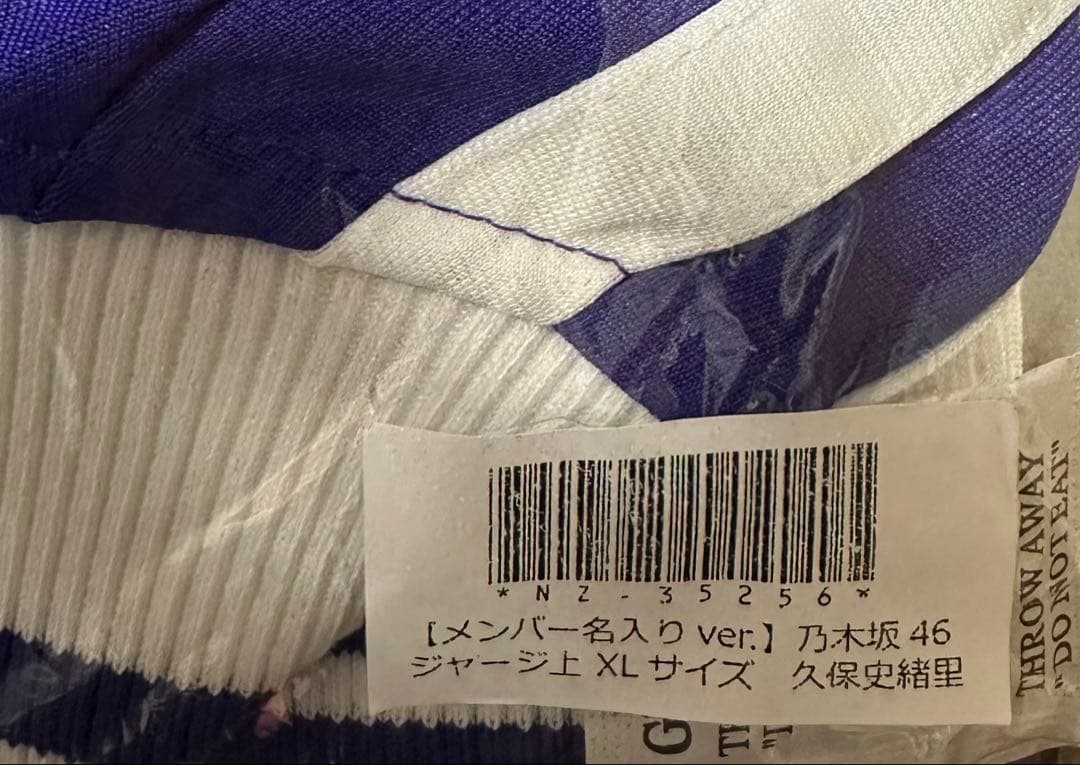 *NZ-35256*
【メンバー名入りver.】乃木坂46
ジャージ上 XLサイズ 久保史緒里
THROW AWAY
"DO NOT EAT"